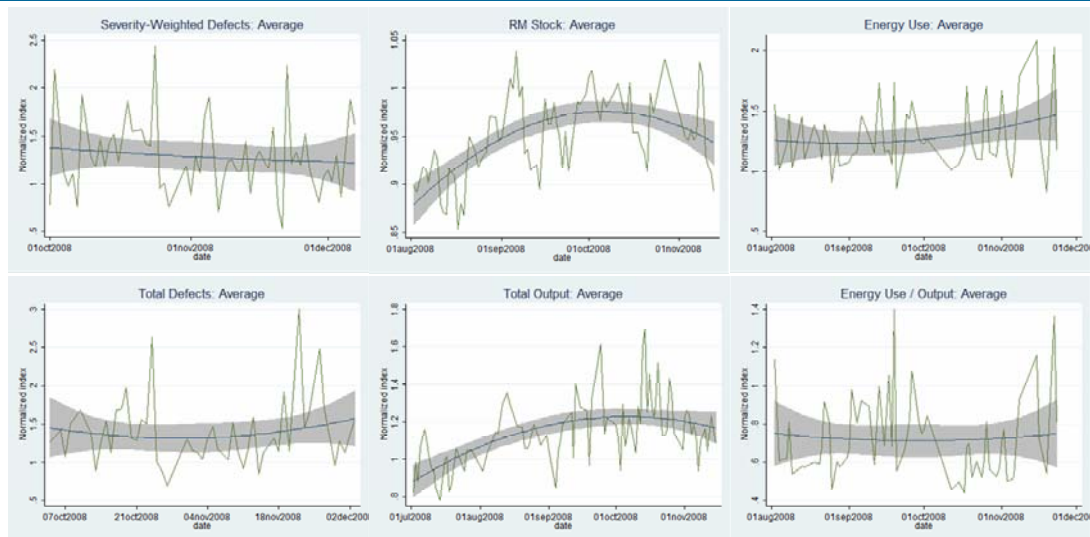 Severity-Weighted Defects: Average
Normalized index
2.5
2
1.5
1
.5
01oct2008 01nov2008 01dec2008
date
RM Stock: Average
Normalized index
1.05
1
.95
.9
.85
01aug2008 01sep2008 01oct2008 01nov2008
date
Energy Use: Average
Normalized index
2
1.5
1
.5
01aug2008 01sep2008 01oct2008 01nov2008 01dec200
date
Total Defects: Average
Normalized index
3
2.5
2
1.5
1
.5
07oct2008 21oct2008 04nov2008 18nov2008 02dec2008
date
Total Output: Average
Normalized index
1.8
1.6
1.4
1.2
1
.8
01jul2008 01aug2008 01sep2008 01oct2008 01nov2008
date
Energy Use / Output: Average
Normalized index
1.4
1.2
1
.8
.6
.4
01aug2008 01sep2008 01oct2008 01nov2008 01dec200
date